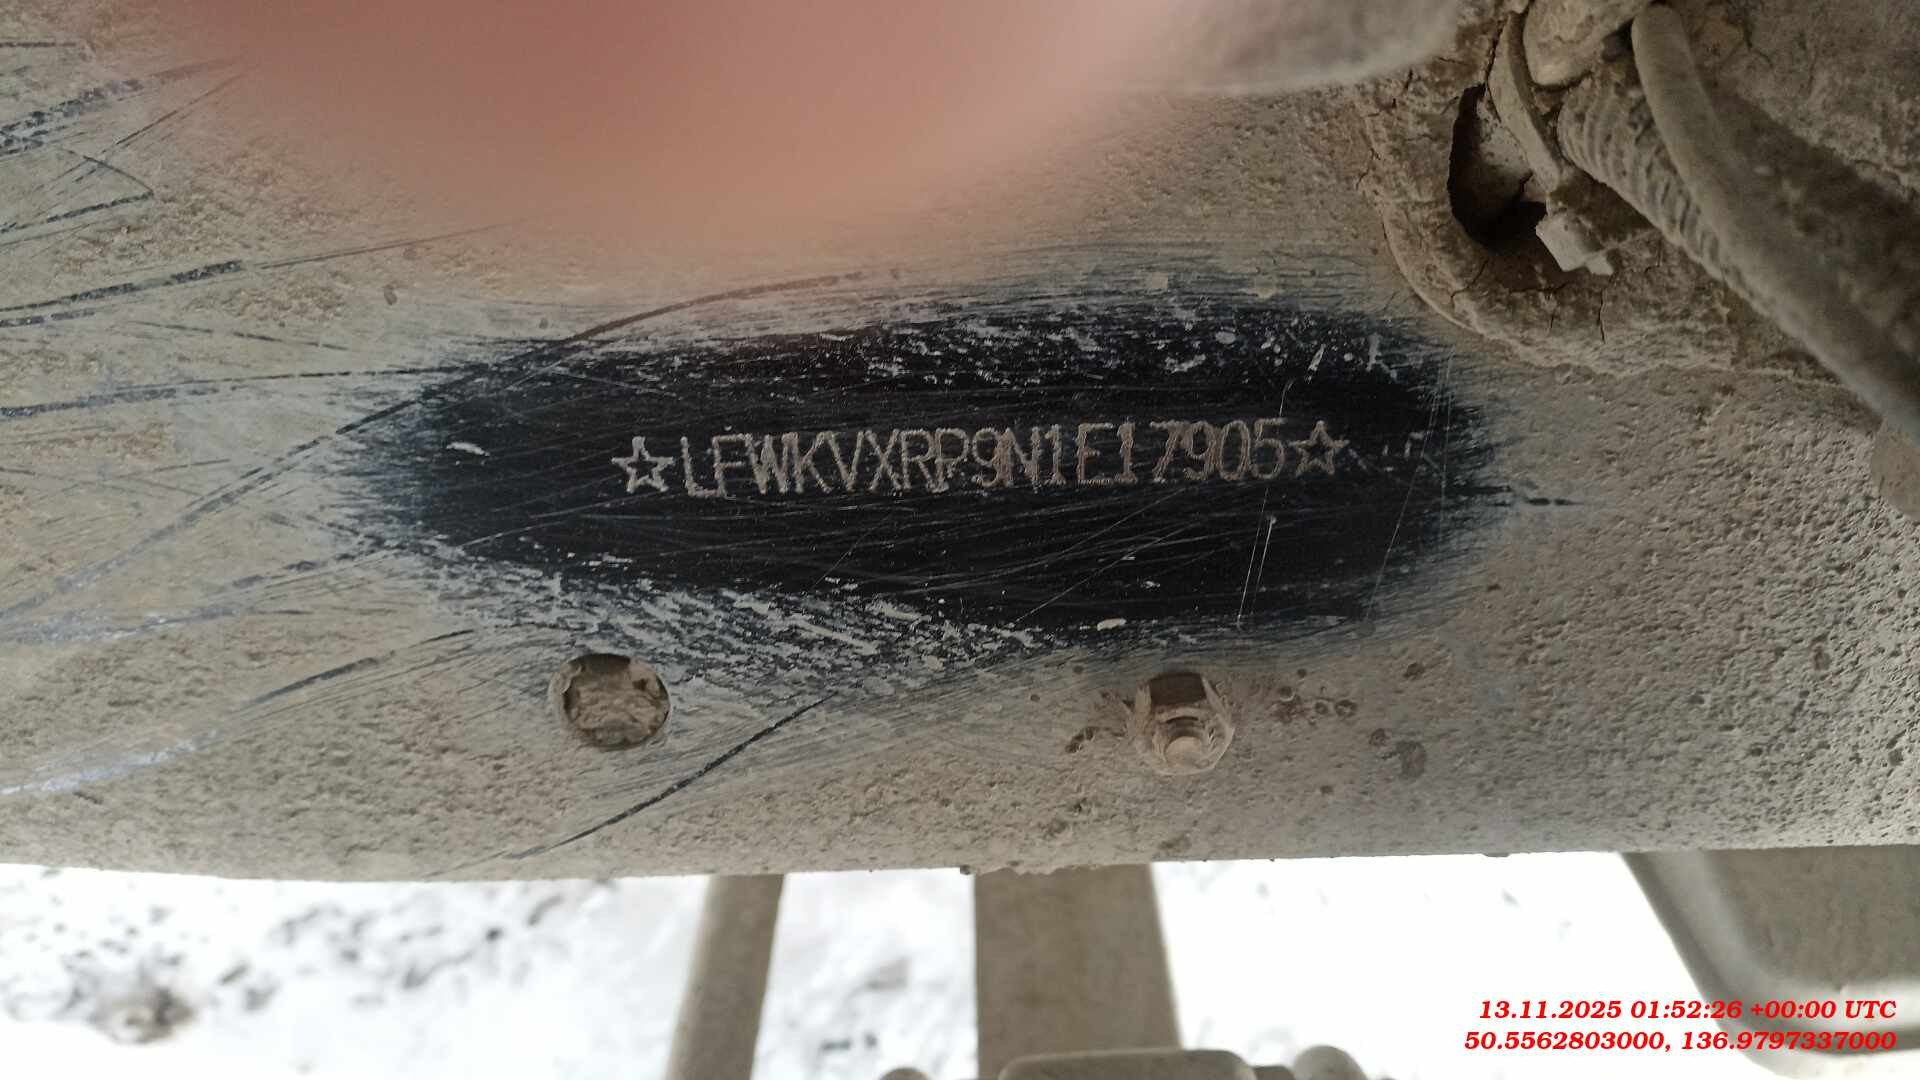 ☆LFWKVXRP9N1E17905☆
13.11.2025 01:52:26 +00:00 UTC
50.5562803000, 136.9797337000